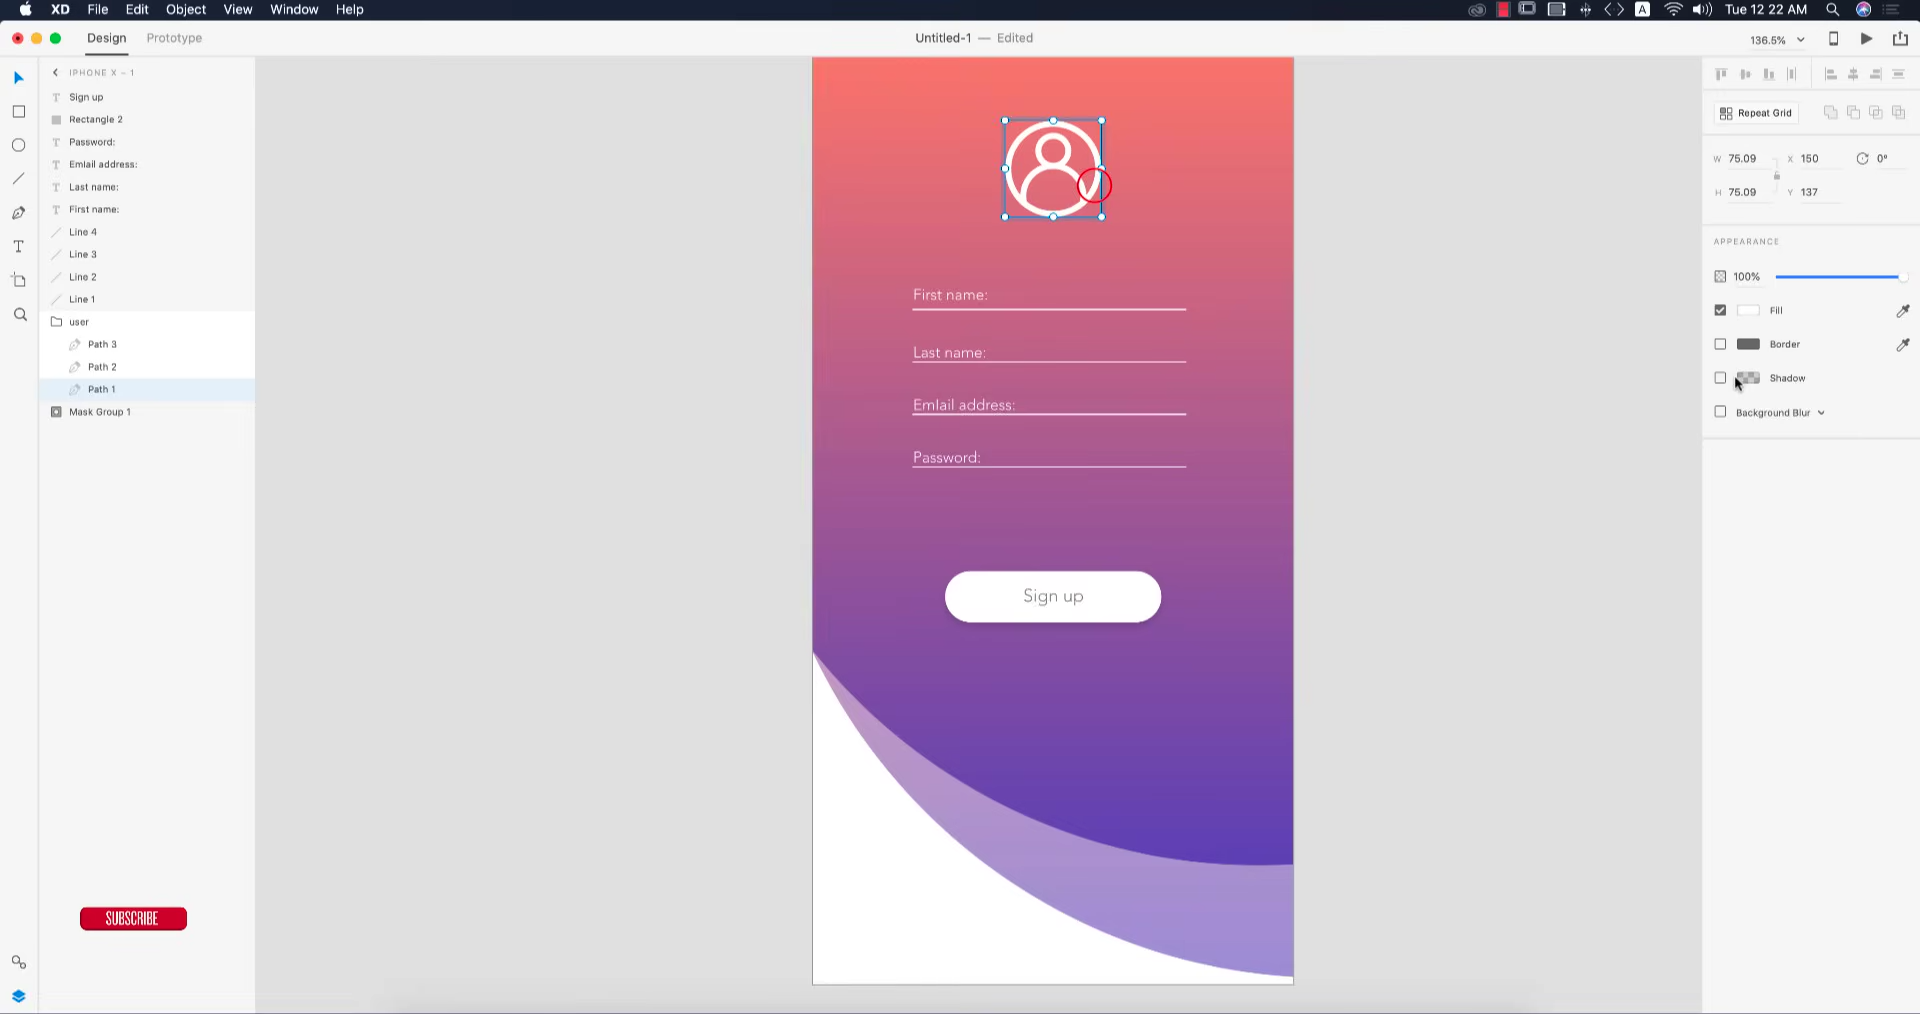 XD File Edit Object View Window Help
A Tue 12 22 AM
Design Prototype
Untitled-1 — Edited
136.5%
IPHONE X – 1
Sign up
Rectangle 2
Password:
Emlail address:
Last name:
First name:
Line 4
Line 3
Line 2
Line 1
user
Path 3
Path 2
Path 1
Mask Group 1
SUBSCRIBE
First name:
Last name:
Emlail address:
Password:
Sign up
Repeat Grid
W 75.09 X 150 0°
H 75.09 Y 137
APPEARANCE
100%
Fill
Border
Shadow
Background Blur